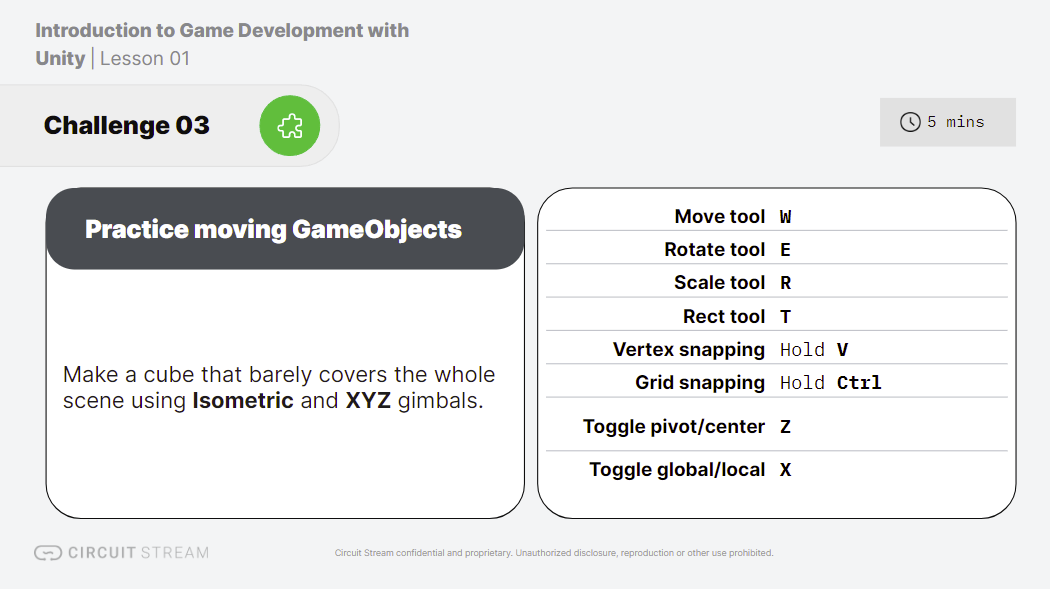 Introduction to Game Development with
Unity | Lesson 01
Challenge 03
5 mins
Practice moving GameObjects
Make a cube that barely covers the whole
scene using Isometric and XYZ gimbals.
Move tool W
Rotate tool E
Scale tool R
Rect tool T
Vertex snapping Hold V
Grid snapping Hold Ctrl
Toggle pivot/center Z
Toggle global/local X
CIRCUIT STREAM
Circuit Stream confidential and proprietary. Unauthorized disclosure, reproduction or other use prohibited.